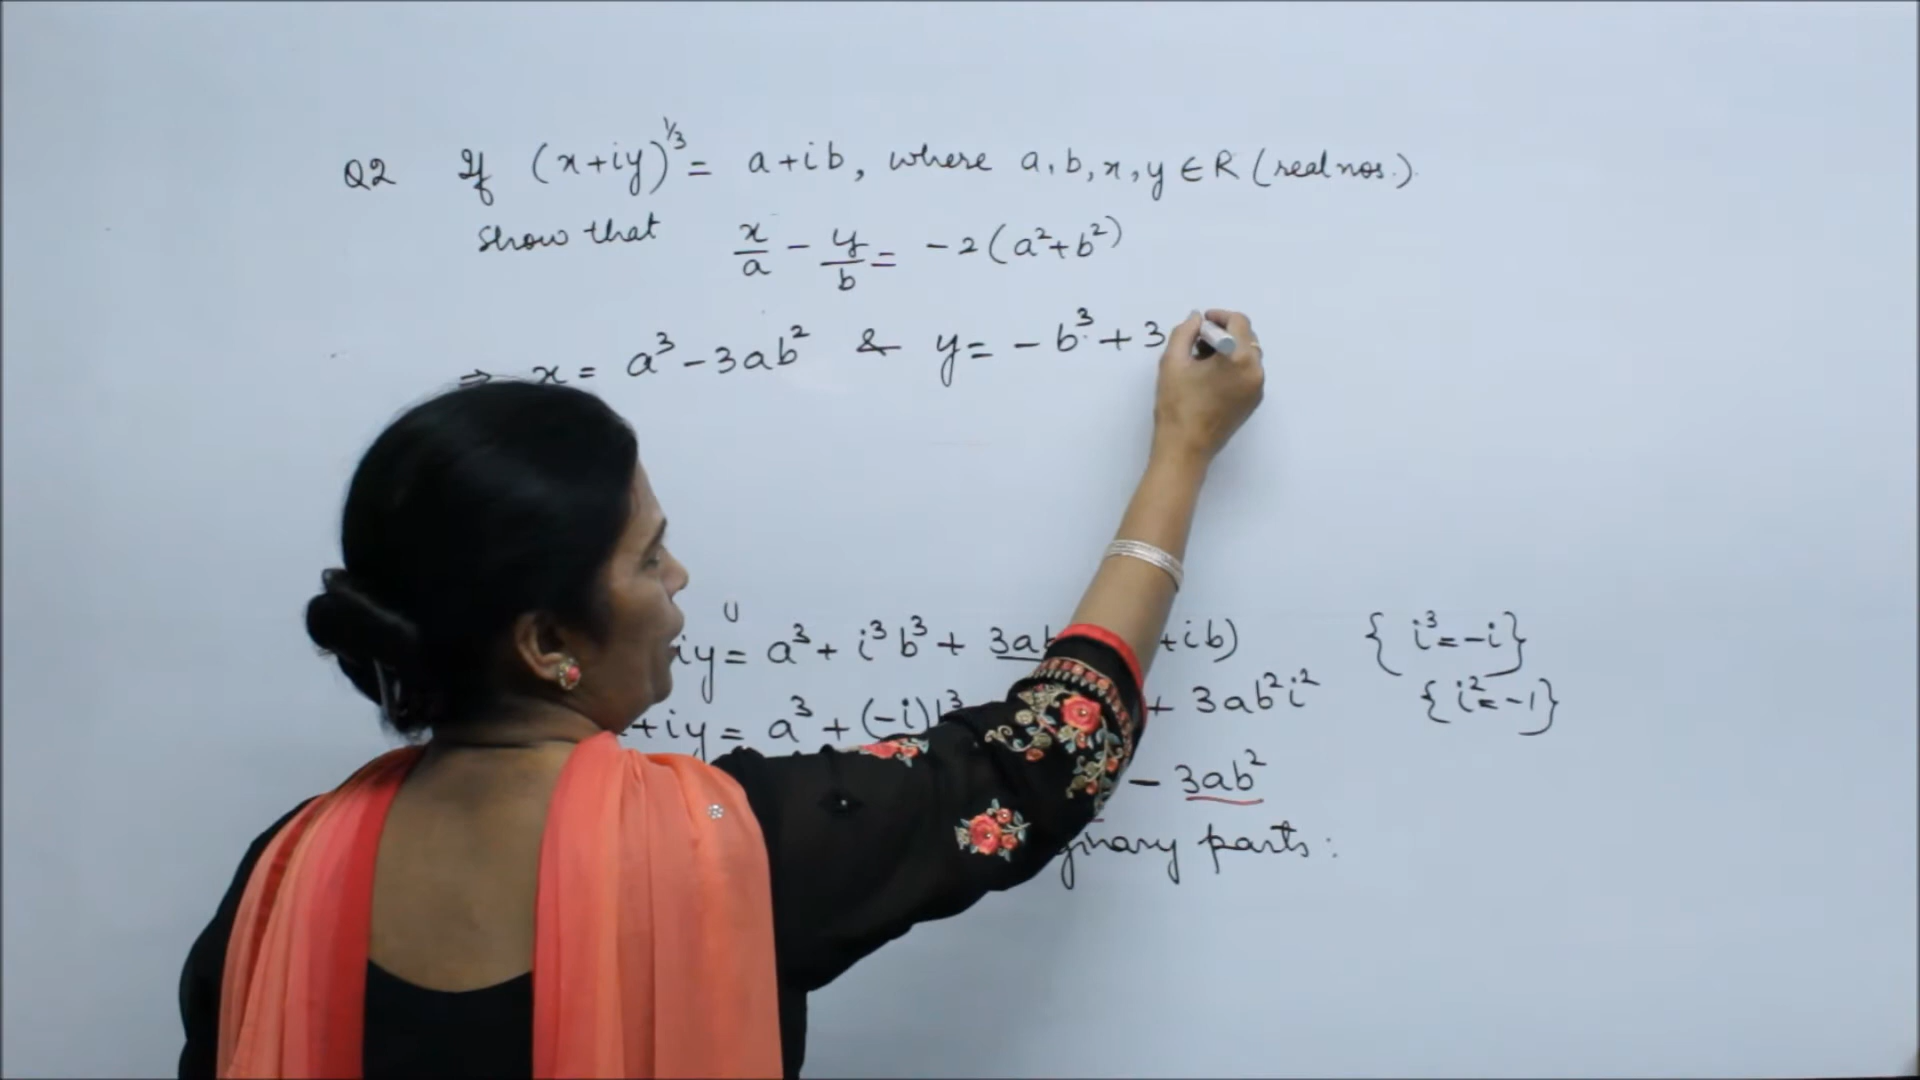 Q2 If (x+iy)^1/3 = a+ib, where a,b,x,y ∈ R (real nos.).
Show that x/a - y/b = -2(a²+b²)
⇒ x = a³-3ab² & y = -b³+3
iy = a³+i³b³+3ab +ib) {i³=-i}
+iy = a³+(-i)b³ + 3ab²i² {i²=-1}
- 3ab²
parts: